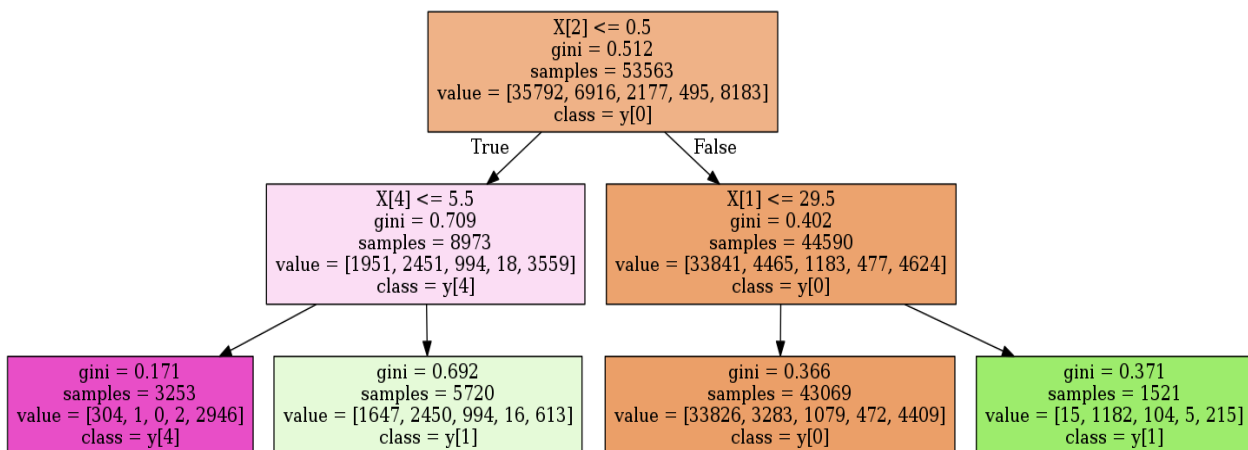 X[2] <= 0.5
gini = 0.512
samples = 53563
value = [35792, 6916, 2177, 495, 8183]
class = y[0]
True
False
X[4] <= 5.5
gini = 0.709
samples = 8973
value = [1951, 2451, 994, 18, 3559]
class = y[4]
X[1] <= 29.5
gini = 0.402
samples = 44590
value = [33841, 4465, 1183, 477, 4624]
class = y[0]
gini = 0.171
samples = 3253
value = [304, 1, 0, 2, 2946]
class = y[4]
gini = 0.692
samples = 5720
value = [1647, 2450, 994, 16, 613]
class = y[1]
gini = 0.366
samples = 43069
value = [33826, 3283, 1079, 472, 4409]
class = y[0]
gini = 0.371
samples = 1521
value = [15, 1182, 104, 5, 215]
class = y[1]